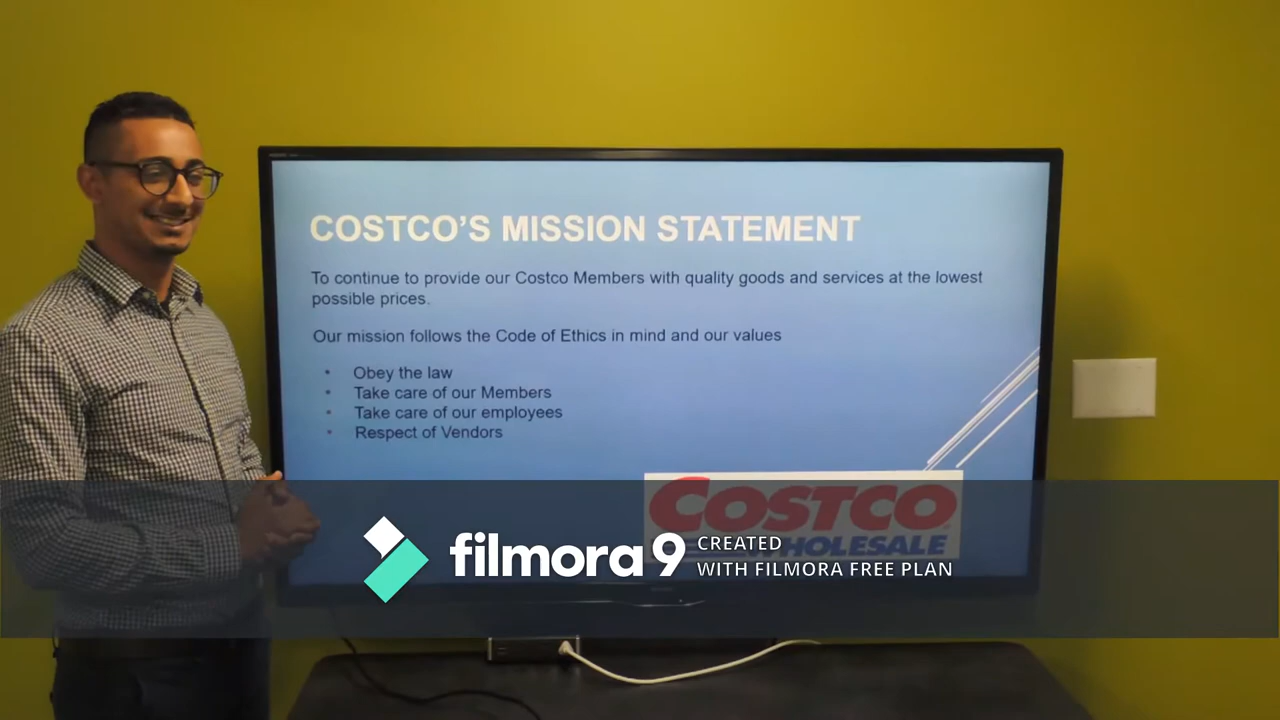 COSTCO'S MISSION STATEMENT
To continue to provide our Costco Members with quality goods and services at the lowest
possible prices.
Our mission follows the Code of Ethics in mind and our values
• Obey the law
• Take care of our Members
• Take care of our employees
• Respect of Vendors
COSTCO
WHOLESALE
filmora9 CREATED
WITH FILMORA FREE PLAN